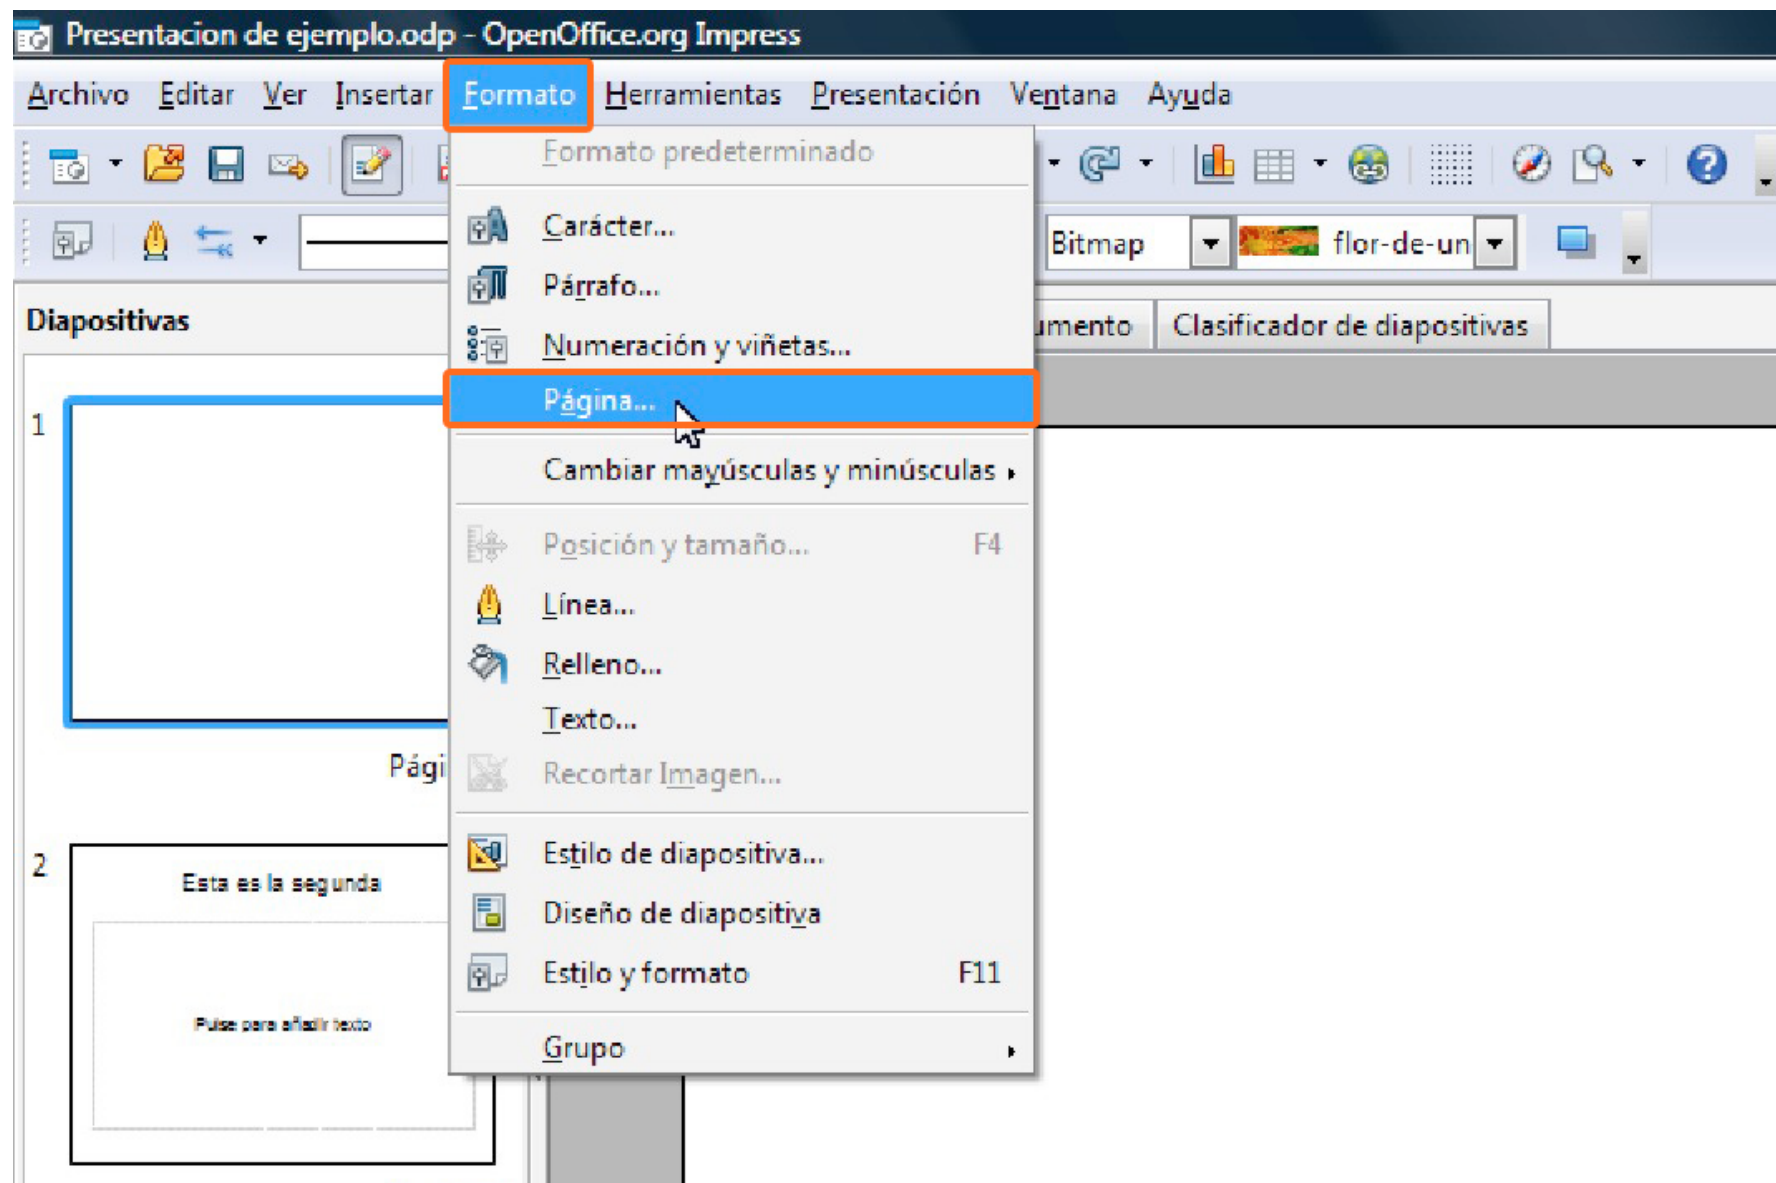 Presentacion de ejemplo.odp - OpenOffice.org Impress
Archivo Editar Ver Insertar Formato Herramientas Presentación Ventana Ayuda
Formato predeterminado
Carácter...
Bitmap flor-de-un
Párrafo...
Diapositivas
umento Clasificador de diapositivas
Numeración y viñetas...
Página...
1
Cambiar mayúsculas y minúsculas
Posición y tamaño... F4
Línea...
Relleno...
Texto...
Pági
Recortar Imagen...
Estilo de diapositiva...
2
Esta es la segunda
Diseño de diapositiva
Estilo y formato F11
Pulse para añadir texto
Grupo